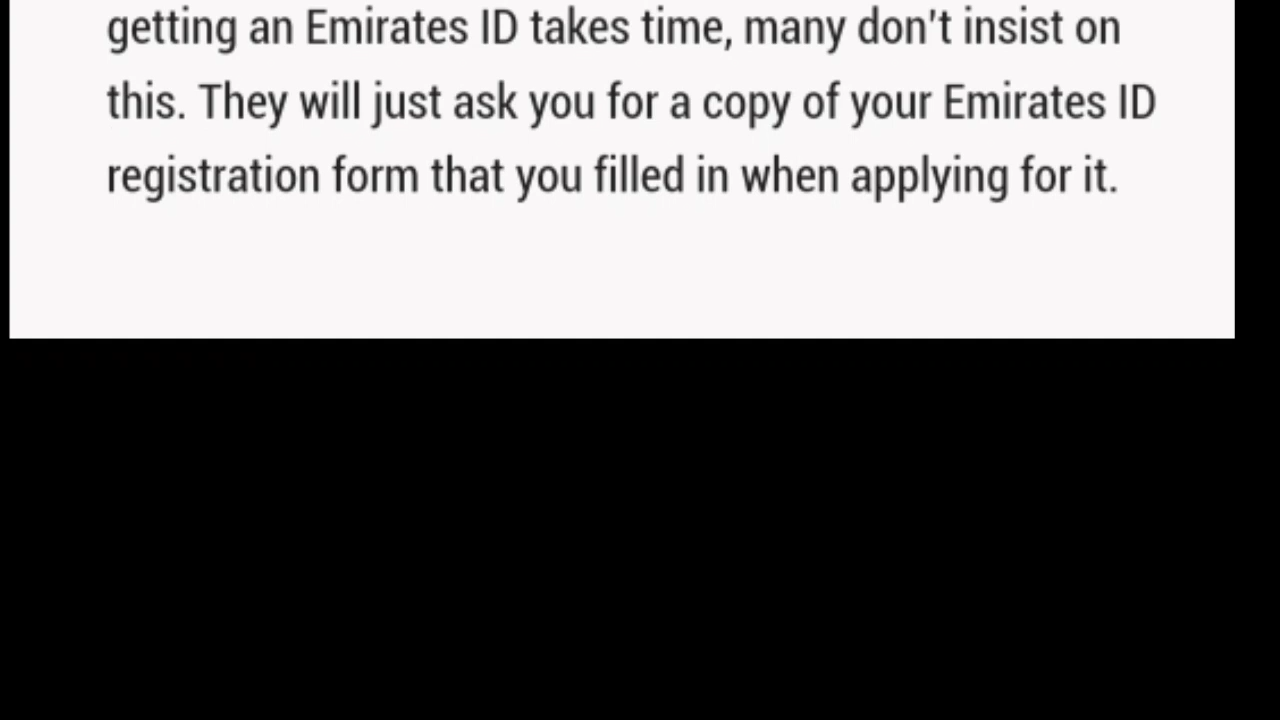 getting an Emirates ID takes time, many don't insist on
this. They will just ask you for a copy of your Emirates ID
registration form that you filled in when applying for it.